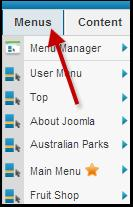 Menus Content
Menu Manager
User Menu
Top
About Joomla
Australian Parks
Main Menu
Fruit Shop